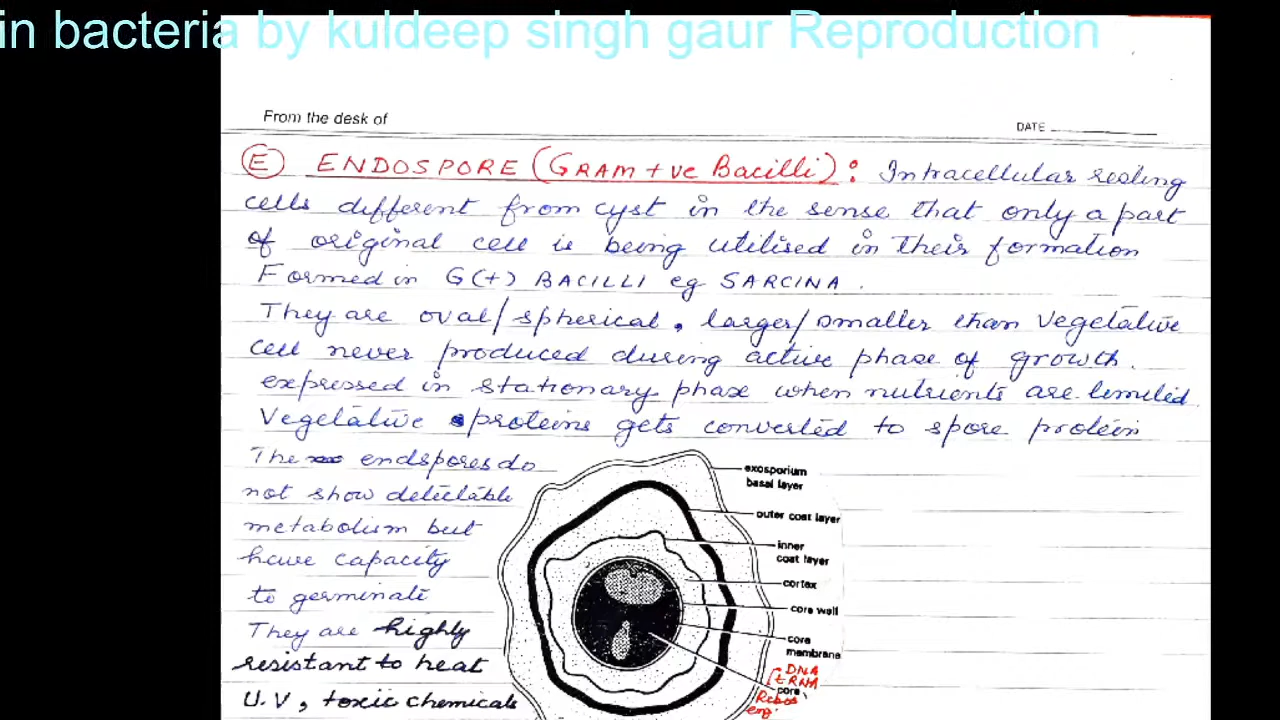 in bacteria by kuldeep singh gaur Reproduction
From the desk of
DATE
E ENDOSPORE (GRAM +ve Bacilli) : Intracellular resting
cells different from cyst in the sense that only a part
of original cell is being utilised in their formation
Formed in G(+) BACILLI eg SARCINA.
They are oval/spherical, larger/smaller than vegetative
cell never produced during active phase of growth.
expressed in stationary phase when nutrients are limited.
Vegetative proteins gets converted to spore protein
The endspores do
not show detectable
metabolism but
have capacity
to germinate
They are highly
resistant to heat
U.V, toxic chemicals
exosporium
basal layer
outer coat layer
inner
coat layer
cortex
core wall
core
membrane
DNA
t RNA
core
Ribos
enz.